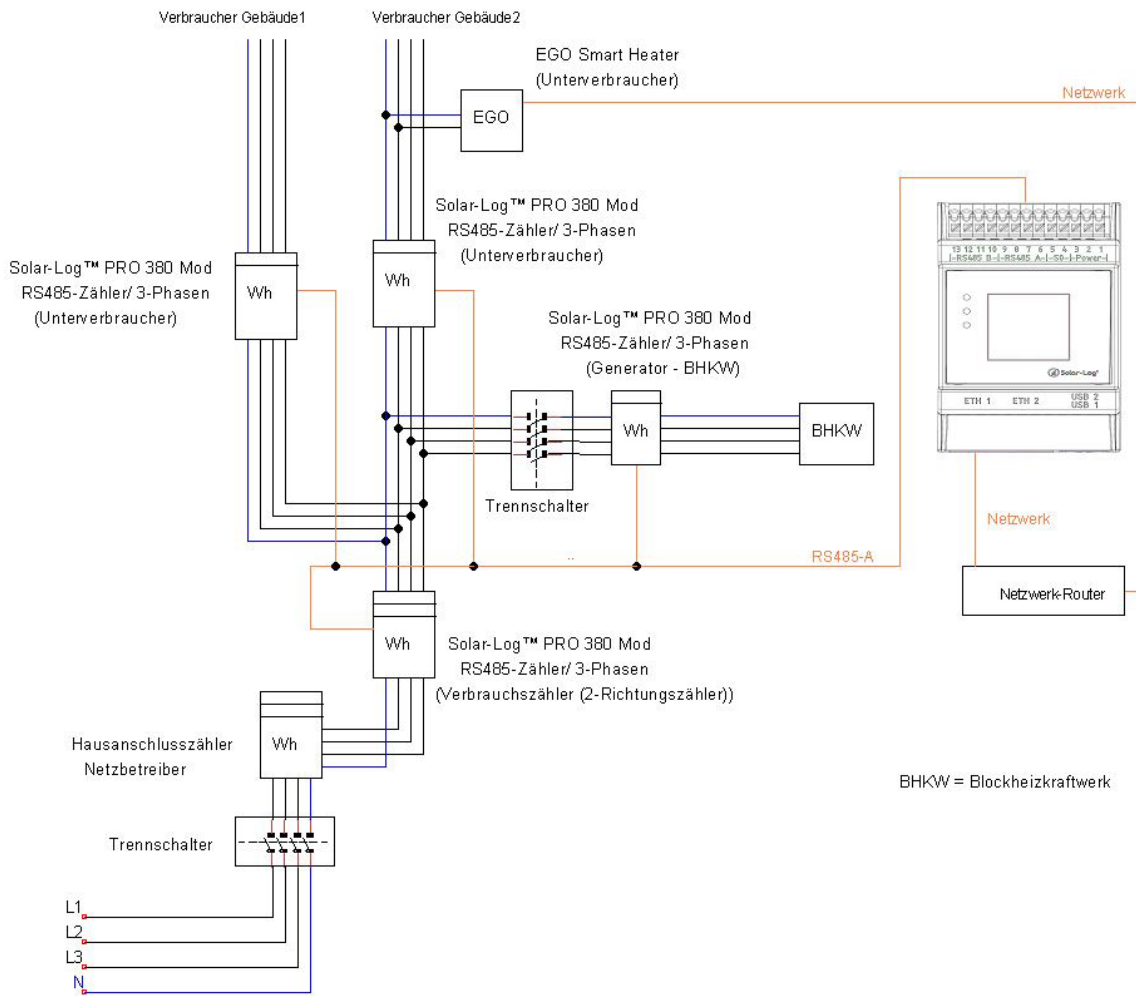 Verbraucher Gebäude1
Verbraucher Gebäude2
EGO Smart Heater
(Unterverbraucher)
Netzwerk
EGO
Solar-Log™ PRO 380 Mod
RS485-Zähler/ 3-Phasen
(Unterverbraucher)
Wh
Solar-Log™ PRO 380 Mod
RS485-Zähler/ 3-Phasen
(Unterverbraucher)
Wh
Solar-Log™ PRO 380 Mod
RS485-Zähler/ 3-Phasen
(Generator - BHKW)
Wh
BHKW
Trennschalter
13 12 11 10 9 8 7 6 5 4 3 2 1
|-RS485 B-|-RS485 A-|-S0-|-Power-|
Solar-Log®
ETH 1 ETH 2 USB 2
USB 1
Netzwerk
RS485-A
Netzwerk-Router
Wh
Solar-Log™ PRO 380 Mod
RS485-Zähler/ 3-Phasen
(Verbrauchszähler (2-Richtungszähler))
Hausanschlusszähler
Netzbetreiber
Wh
BHKW = Blockheizkraftwerk
Trennschalter
L1
L2
L3
N